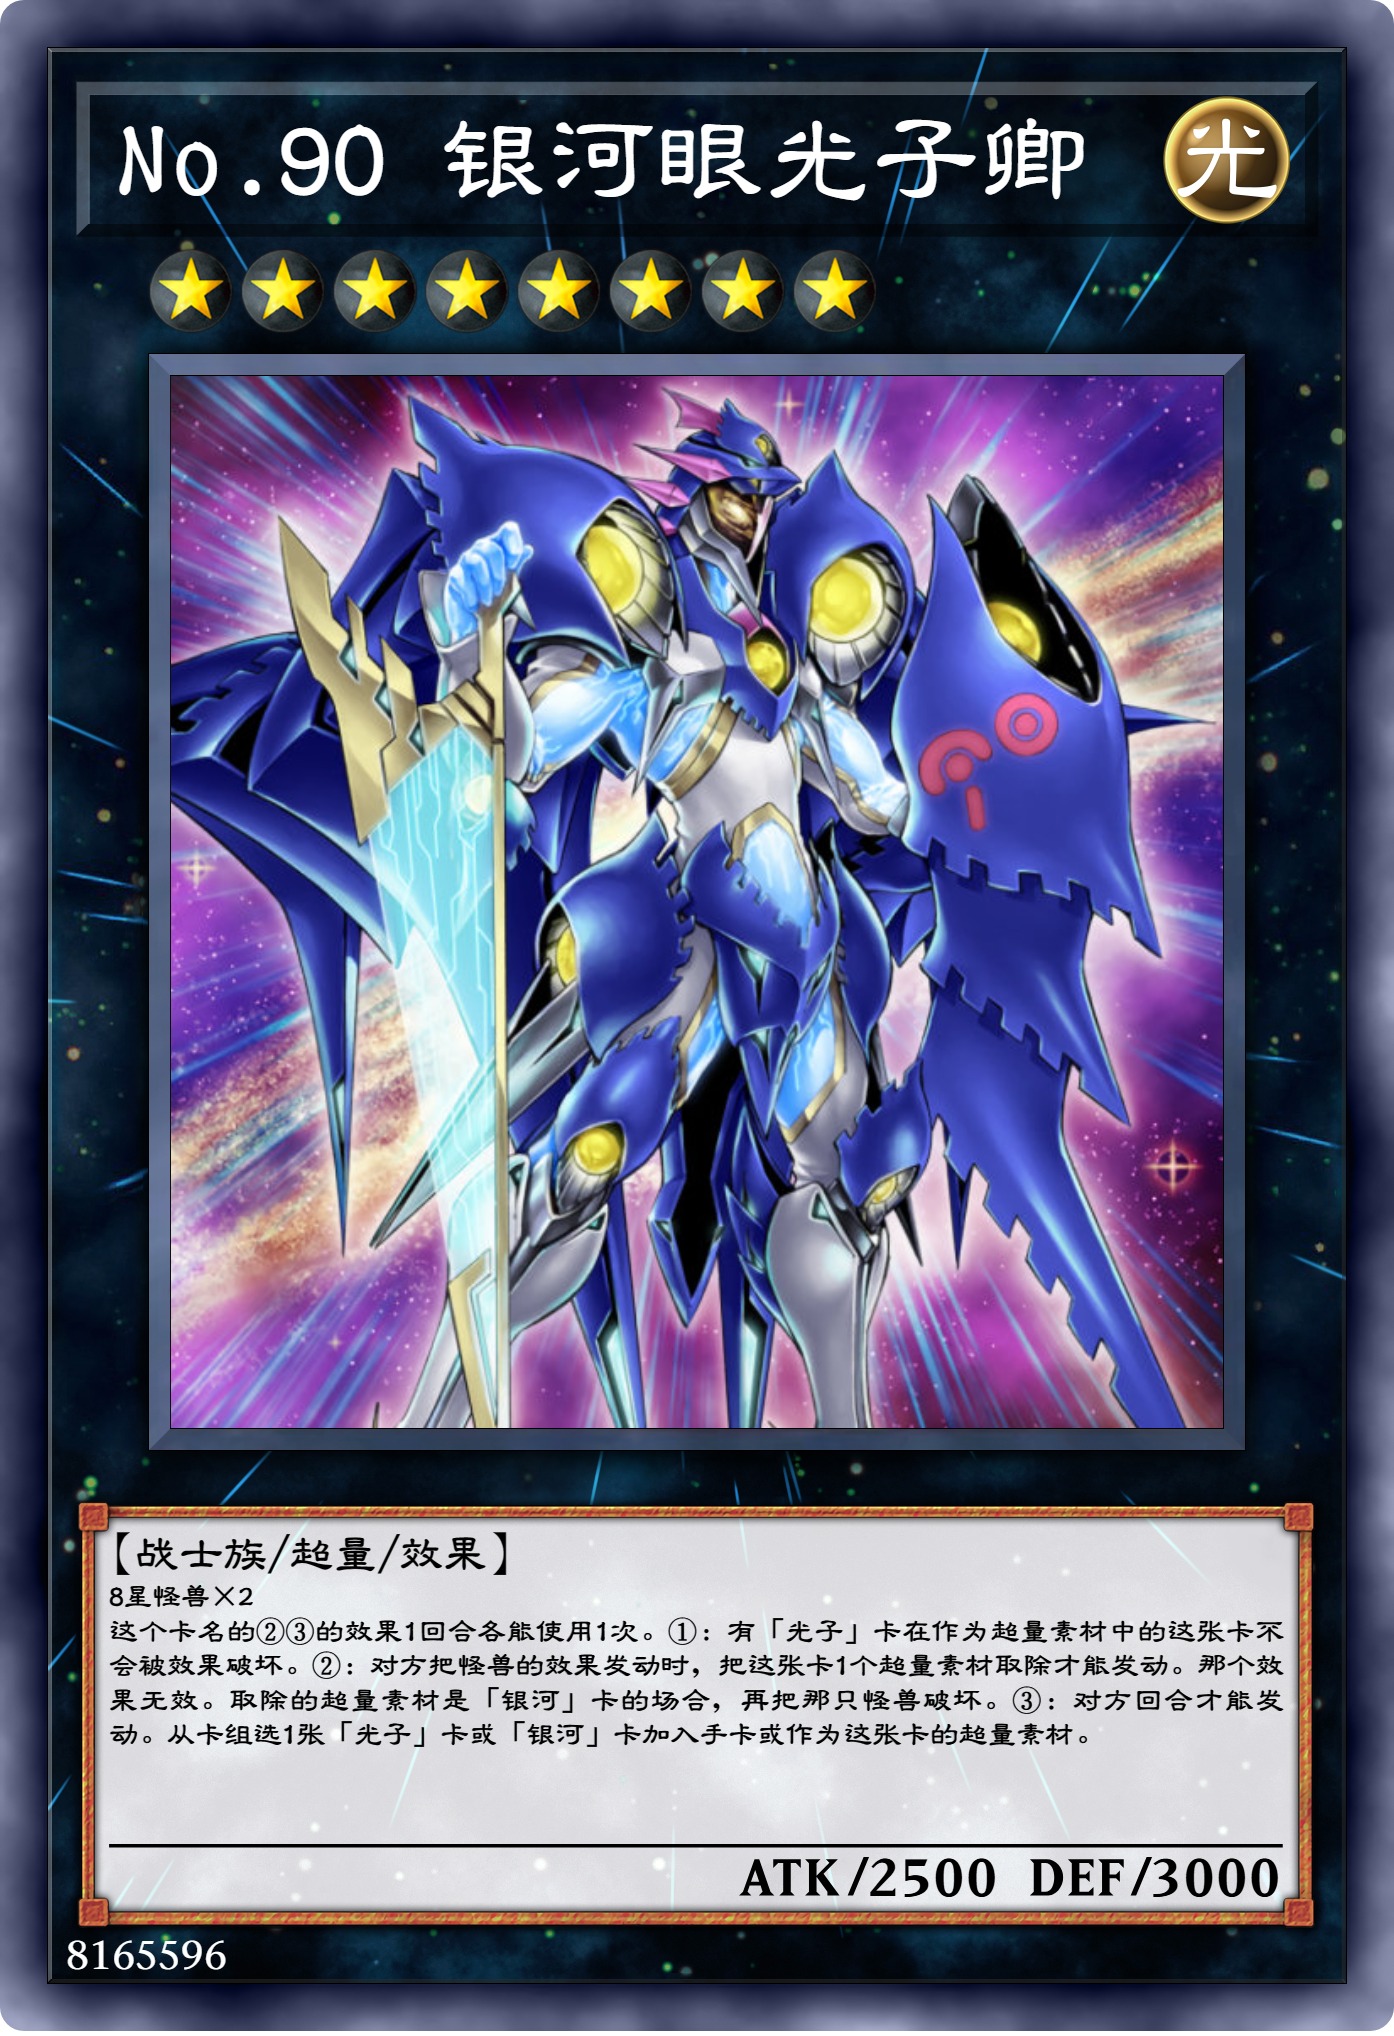 No.90 银河眼光子卿
光
【战士族/超量/效果】
8星怪兽×2
这个卡名的②③的效果1回合各能使用1次。①：有「光子」卡在作为超量素材中的这张卡不
会被效果破坏。②：对方把怪兽的效果发动时，把这张卡1个超量素材取除才能发动。那个效
果无效。取除的超量素材是「银河」卡的场合，再把那只怪兽破坏。③：对方回合才能发
动。从卡组选1张「光子」卡或「银河」卡加入手卡或作为这张卡的超量素材。
ATK/2500 DEF/3000
8165596